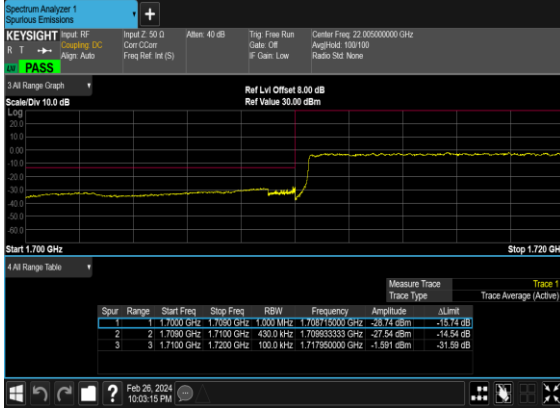 Spectrum Analyzer 1
Spurious Emissions
+
KEYSIGHT Input: RF Input Z: 50 Ω Atten: 40 dB Trig: Free Run Center Freq: 22.005000000 GHz
R T Coupling: DC Corr CCorr Gate: Off Avg|Hold: 100/100
Align: Auto Freq Ref: Int (S) IF Gain: Low Radio Std: None
LXI PASS
3 All Range Graph
Ref Lvl Offset 8.00 dB
Scale/Div 10.0 dB Ref Value 30.00 dBm
Log
20.0
10.0
0.00
-10.0
-20.0
-30.0
-40.0
-50.0
-60.0
Start 1.700 GHz Stop 1.720 GH
4 All Range Table
Measure Trace Trace 1
Trace Type Trace Average (Active)
Spur Range Start Freq Stop Freq RBW Frequency Amplitude ΔLimit
1 1 1.7000 GHz 1.7090 GHz 1.000 MHz 1.708715000 GHz -28.74 dBm -15.74 dB
2 2 1.7090 GHz 1.7100 GHz 430.0 kHz 1.709933333 GHz -27.54 dBm -14.54 dB
3 3 1.7100 GHz 1.7200 GHz 100.0 kHz 1.717950000 GHz -1.591 dBm -31.59 dB
? Feb 26, 2024
10:03:15 PM